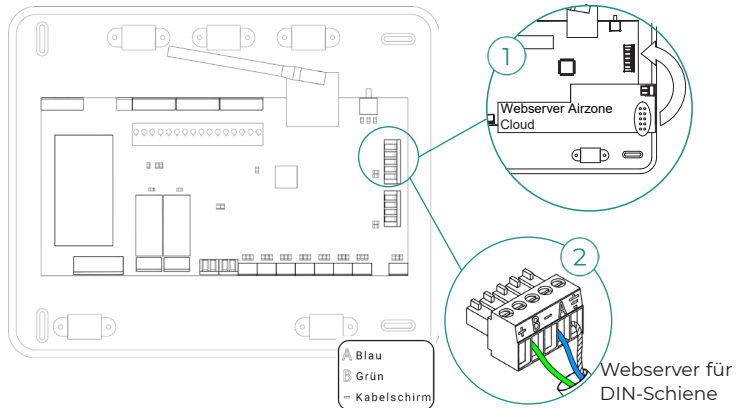 1
Webserver Airzone
Cloud
2
+ B - A
A Blau
B Grün
– Kabelschirm
Webserver für
DIN-Schiene